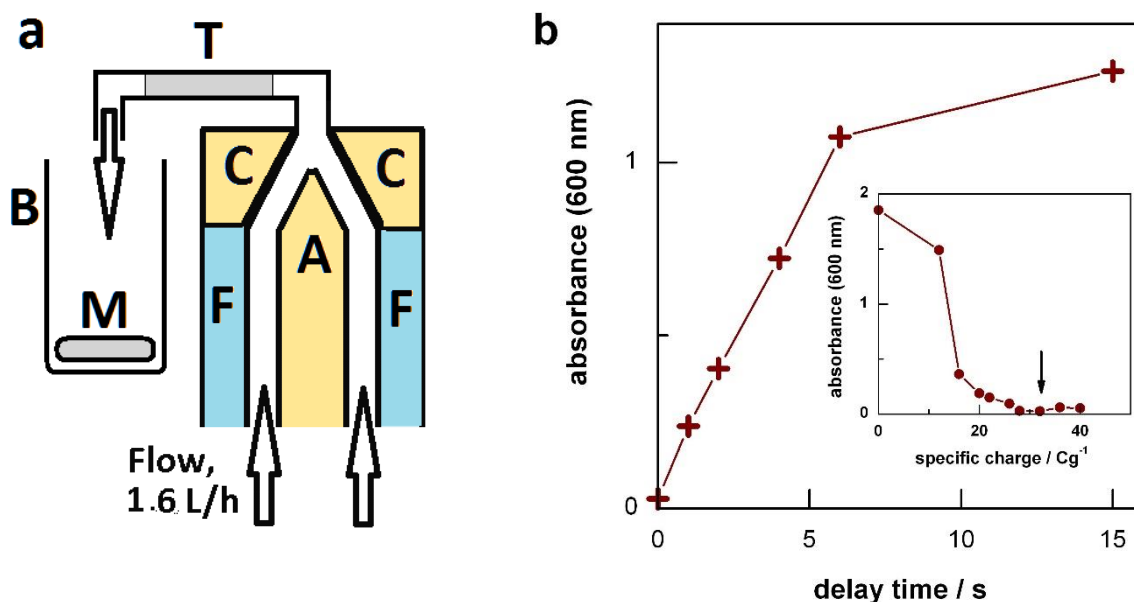 a
T
C C
B
A
M
F F
Flow,
1.6 L/h
b
absorbance (600 nm)
1
0
0 5 10 15
delay time / s
absorbance (600 nm)
2
1
0
0 20 40
specific charge / Cg⁻¹